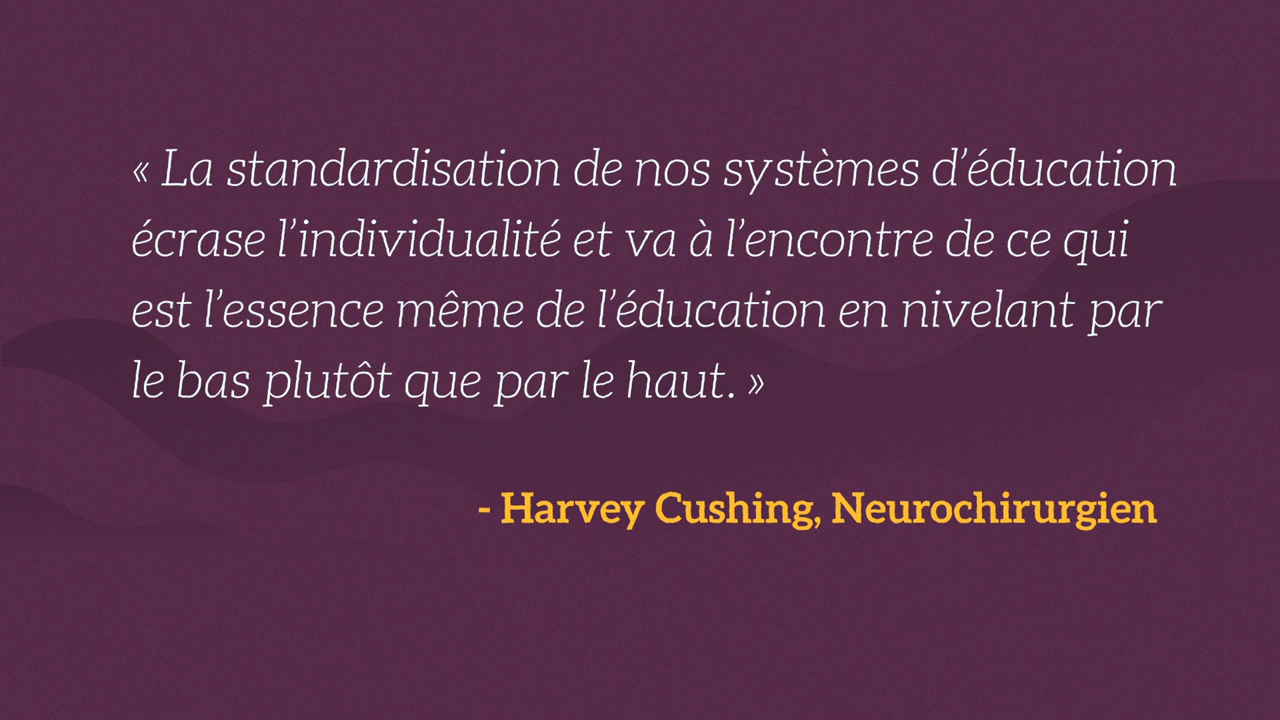 « La standardisation de nos systèmes d’éducation
écrase l’individualité et va à l’encontre de ce qui
est l’essence même de l’éducation en nivelant par
le bas plutôt que par le haut. »
- Harvey Cushing, Neurochirurgien